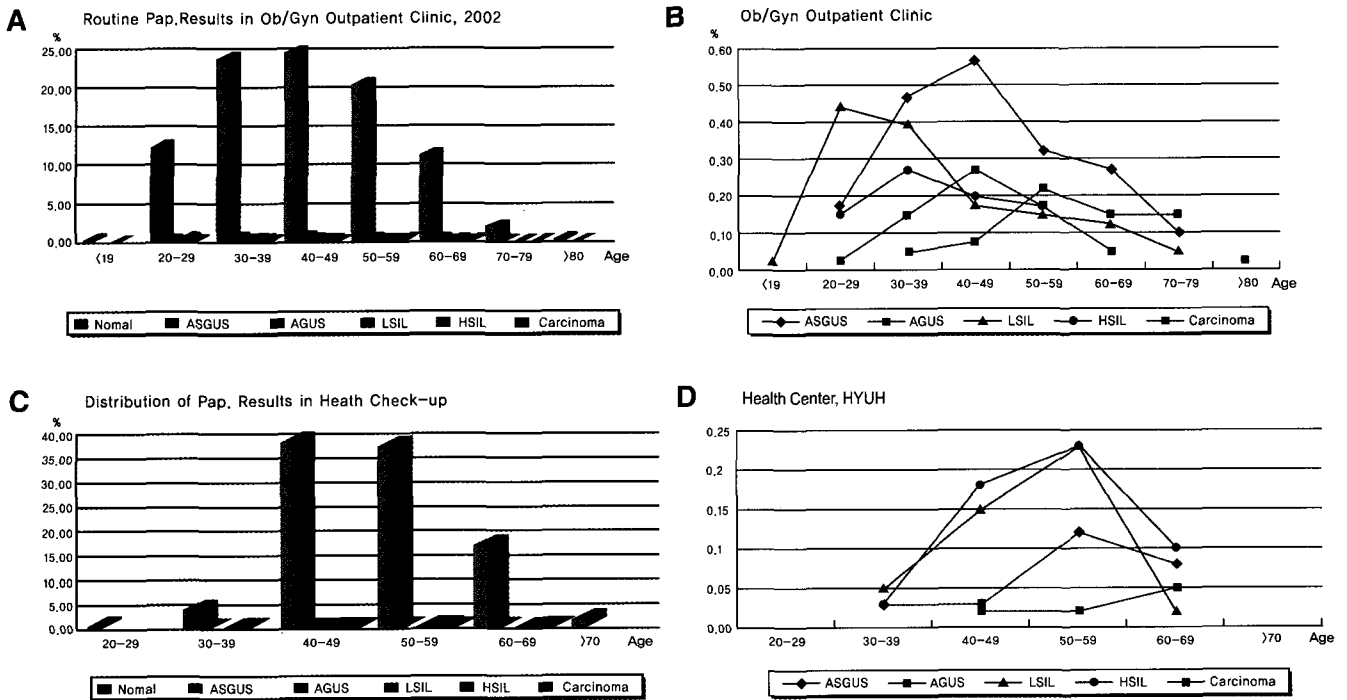 A
Routine Pap.Results in Ob/Gyn Outpatient Clinic, 2002
%
25,00
20,00
15,00
10,00
5,00
0,00
〈19 20-29 30-39 40-49 50-59 60-69 70-79 〉80 Age
Nomal ASGUS AGUS LSIL HSIL Carcinoma
B
Ob/Gyn Outpatient Clinic
%
0,60
0,50
0,40
0,30
0,20
0,10
0,00
〈19 20-29 30-39 40-49 50-59 60-69 70-79 〉80 Age
ASGUS AGUS LSIL HSIL Carcinoma
C
Distribution of Pap. Results in Heath Check-up
%
40,00
35,00
30,00
25,00
20,00
15,00
10,00
5,00
0,00
20-29 30-39 40-49 50-59 60-69 〉70 Age
Nomal ASGUS AGUS LSIL HSIL Carcinoma
D
Health Center, HYUH
0,25
0,2
0,15
0,1
0,05
0,00
20-29 30-39 40-49 50-59 60-69 〉70 Age
ASGUS AGUS LSIL HSIL Carcinoma